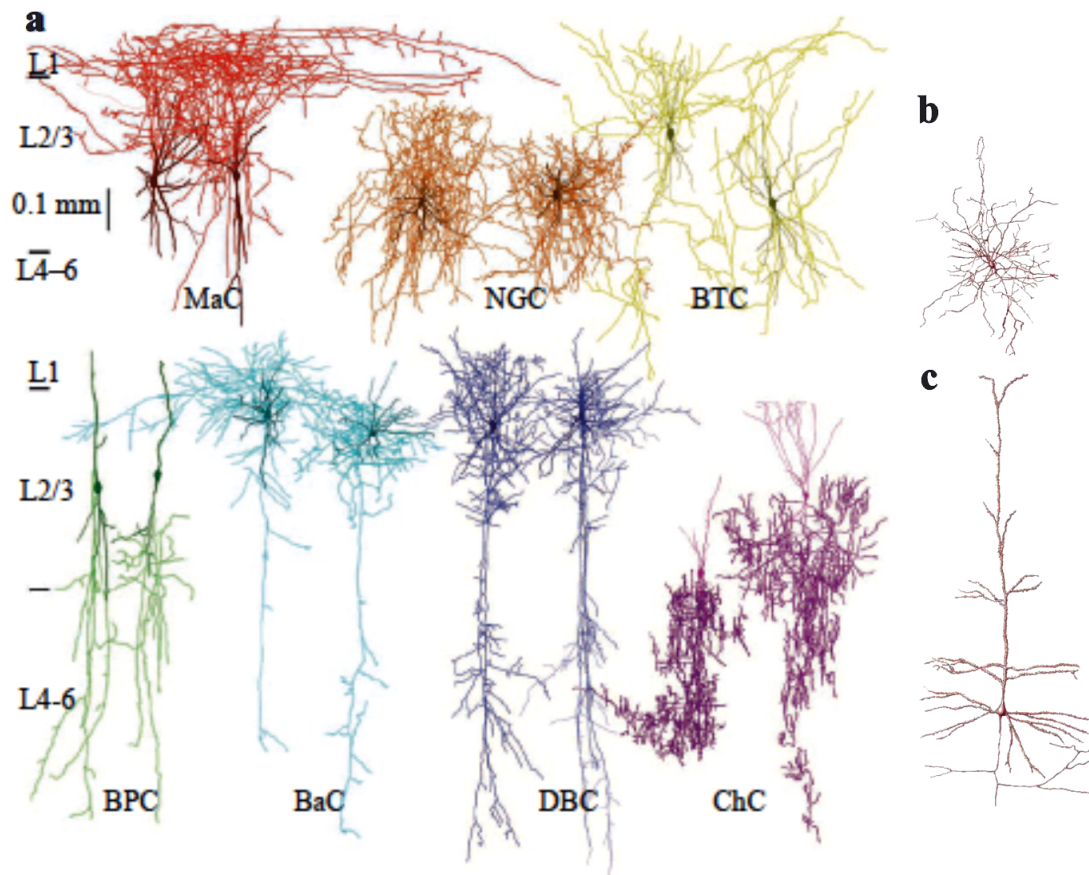 a
L1
L2/3
0.1 mm
L4–6
MaC
NGC
BTC
b
L1
c
L2/3
L4-6
BPC
BaC
DBC
ChC